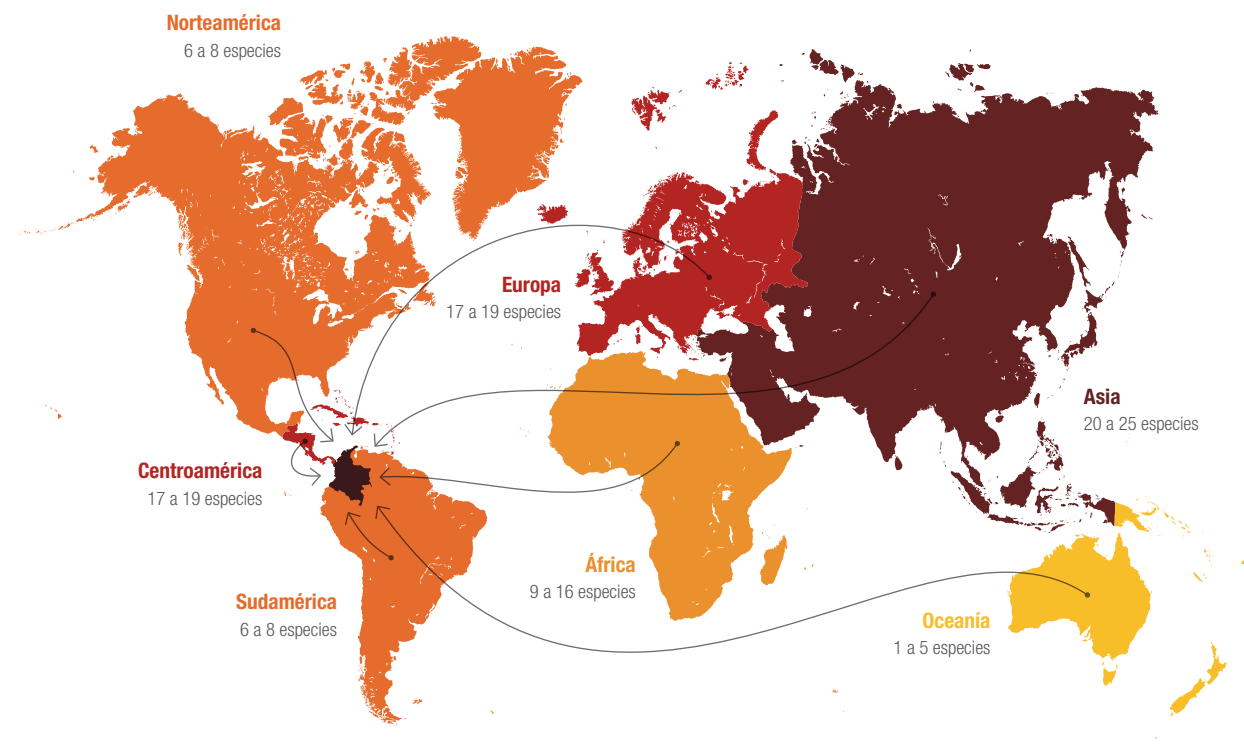 Norteamérica
6 a 8 especies
Europa
17 a 19 especies
Asia
20 a 25 especies
Centroamérica
17 a 19 especies
África
9 a 16 especies
Sudamérica
6 a 8 especies
Oceanía
1 a 5 especies